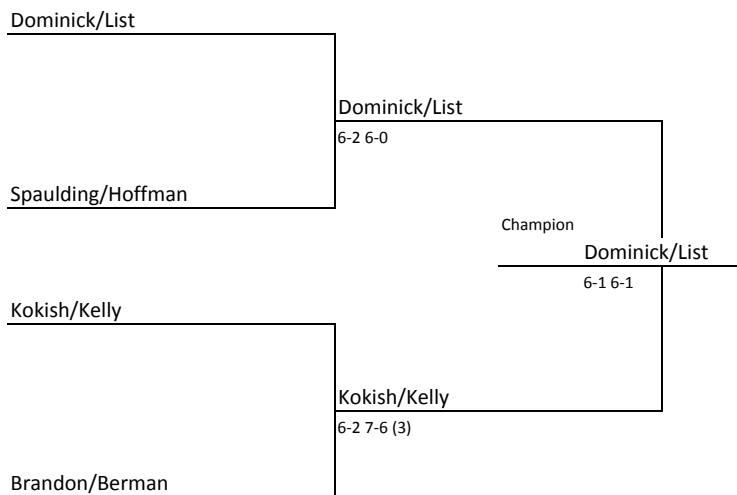 Dominick/List
Dominick/List
6-2 6-0
Spaulding/Hoffman
Champion
Dominick/List
6-1 6-1
Kokish/Kelly
Kokish/Kelly
6-2 7-6 (3)
Brandon/Berman